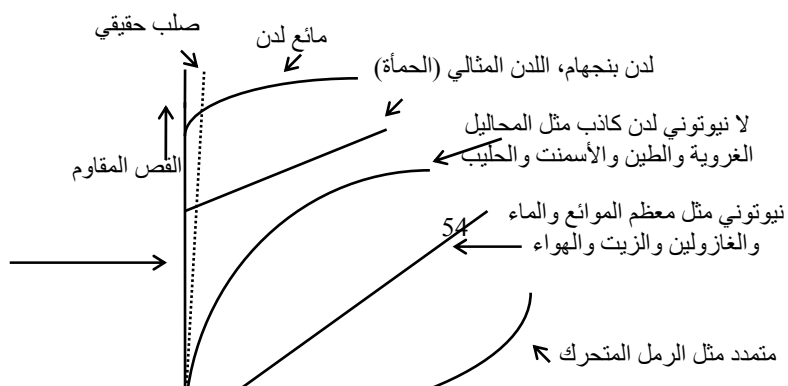 صلب حقيقي
مائع لدن
لدن بنجهام، اللدن المثالي (الحمأة)
لا نيوتوني لدن كاذب مثل المحاليل
الغروية والطين والأسمنت والحليب
القص المقاوم
نيوتوني مثل معظم الموائع والماء
والغازولين والزيت والهواء
54
متمدد مثل الرمل المتحرك